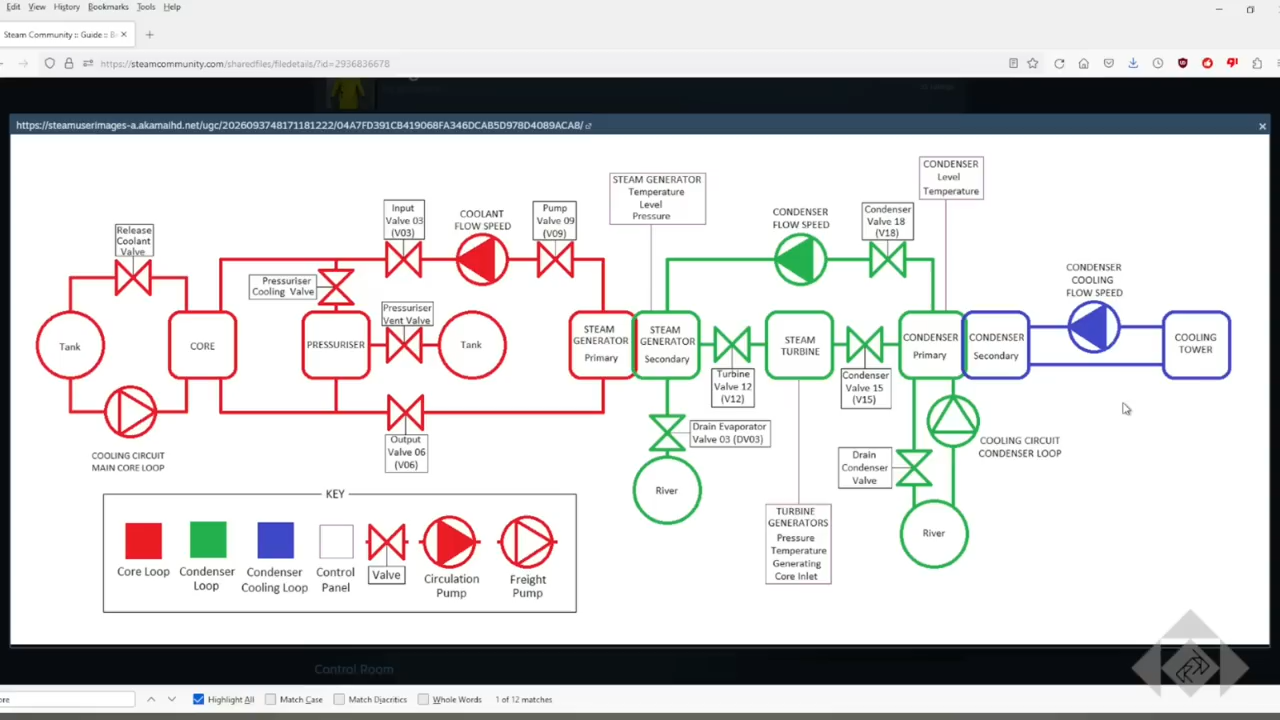 Edit View History Bookmarks Tools Help
Steam Community :: Guide ::
https://steamcommunity.com/sharedfiles/filedetails/?id=2936836678
https://steamuserimages-a.akamaihd.net/ugc/2026093748171181222/04A7FD391CB419068FA346DCAB5D978D4089ACA8/
Release
Coolant
Valve
Tank
CORE
COOLING CIRCUIT
MAIN CORE LOOP
Input
Valve 03
(V03)
COOLANT
FLOW SPEED
Pump
Valve 09
(V09)
Pressuriser
Cooling Valve
Pressuriser
Vent Valve
PRESSURISER
Tank
Output
Valve 06
(V06)
STEAM
GENERATOR
Primary
STEAM
GENERATOR
Secondary
STEAM GENERATOR
Temperature
Level
Pressure
Turbine
Valve 12
(V12)
Drain Evaporator
Valve 03 (DV03)
River
STEAM
TURBINE
TURBINE
GENERATORS
Pressure
Temperature
Generating
Core Inlet
CONDENSER
FLOW SPEED
Condenser
Valve 18
(V18)
CONDENSER
Level
Temperature
Condenser
Valve 15
(V15)
CONDENSER
Primary
CONDENSER
Secondary
Drain
Condenser
Valve
COOLING CIRCUIT
CONDENSER LOOP
River
CONDENSER
COOLING
FLOW SPEED
COOLING
TOWER
KEY
Core Loop
Condenser
Loop
Condenser
Cooling Loop
Control
Panel
Valve
Circulation
Pump
Freight
Pump
Control Room
Highlight All Match Case Match Diacritics Whole Words 1 of 12 matches